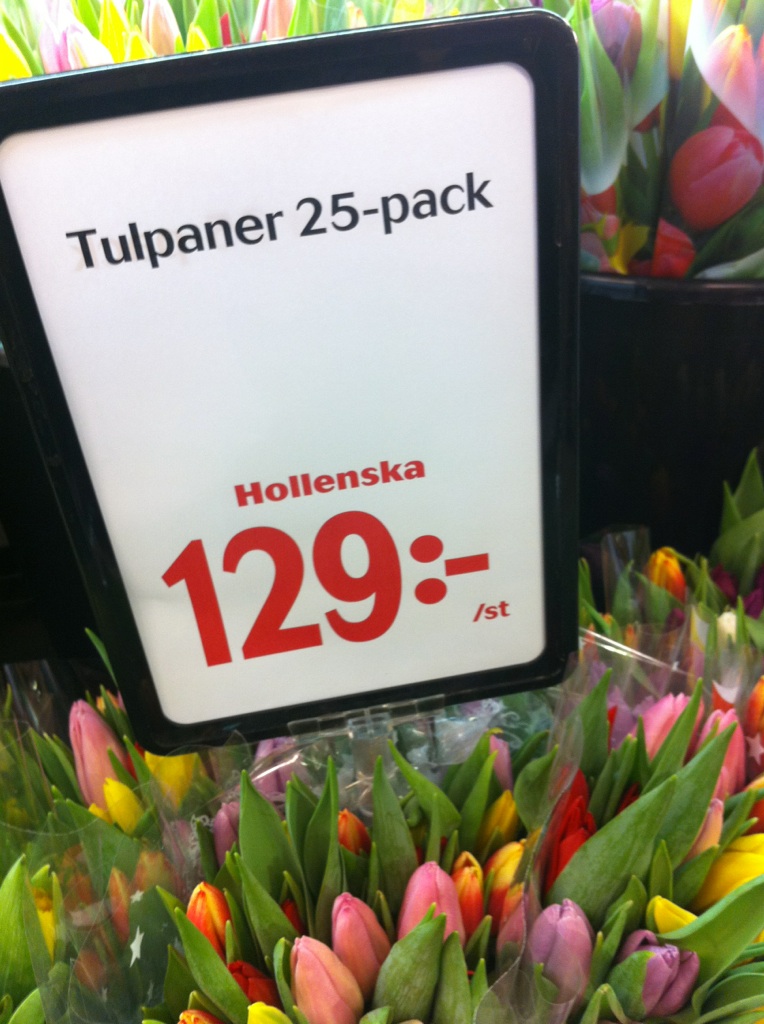 Tulpaner 25-pack
Hollenska
129:-
/st